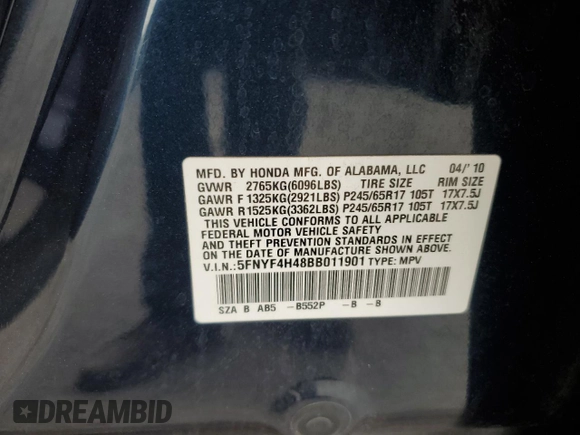 MFD. BY HONDA MFG. OF ALABAMA, LLC 04/'10
GVWR 2765KG(6096LBS) TIRE SIZE RIM SIZE
GAWR F 1325KG(2921LBS) P245/65R17 105T 17X7.5J
GAWR R1525KG(3362LBS) P245/65R17 105T 17X7.5J
THIS VEHICLE CONFORMS TO ALL APPLICABLE
FEDERAL MOTOR VEHICLE SAFETY
AND THEFT PREVENTION STANDARDS IN EFFECT
ON THE DATE OF MANUFACTURE SHOWN ABOVE.
V.I.N.:5FNYF4H48BB011901 TYPE: MPV
SZA B AB5 -B552P -B -8
DREAMBID